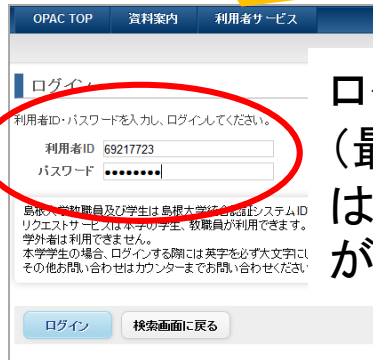 OPAC TOP 資料案内 利用者サービス
ログイン
利用者ID・パスワードを入力し、ログインしてください。
利用者ID 69217723
パスワード ●●●●●●●●
島根大学教職員及び学生は島根大学統合認証システムID
リクエストサービスは本学の学生、教職員が利用できます。
学外者は利用できません。
本学学生の場合、ログインする際には英字を必ず大文字に
その他お問い合わせはカウンターまでお問い合わせくださ
ログイン 検索画面に戻る
ロ
（最
は
が